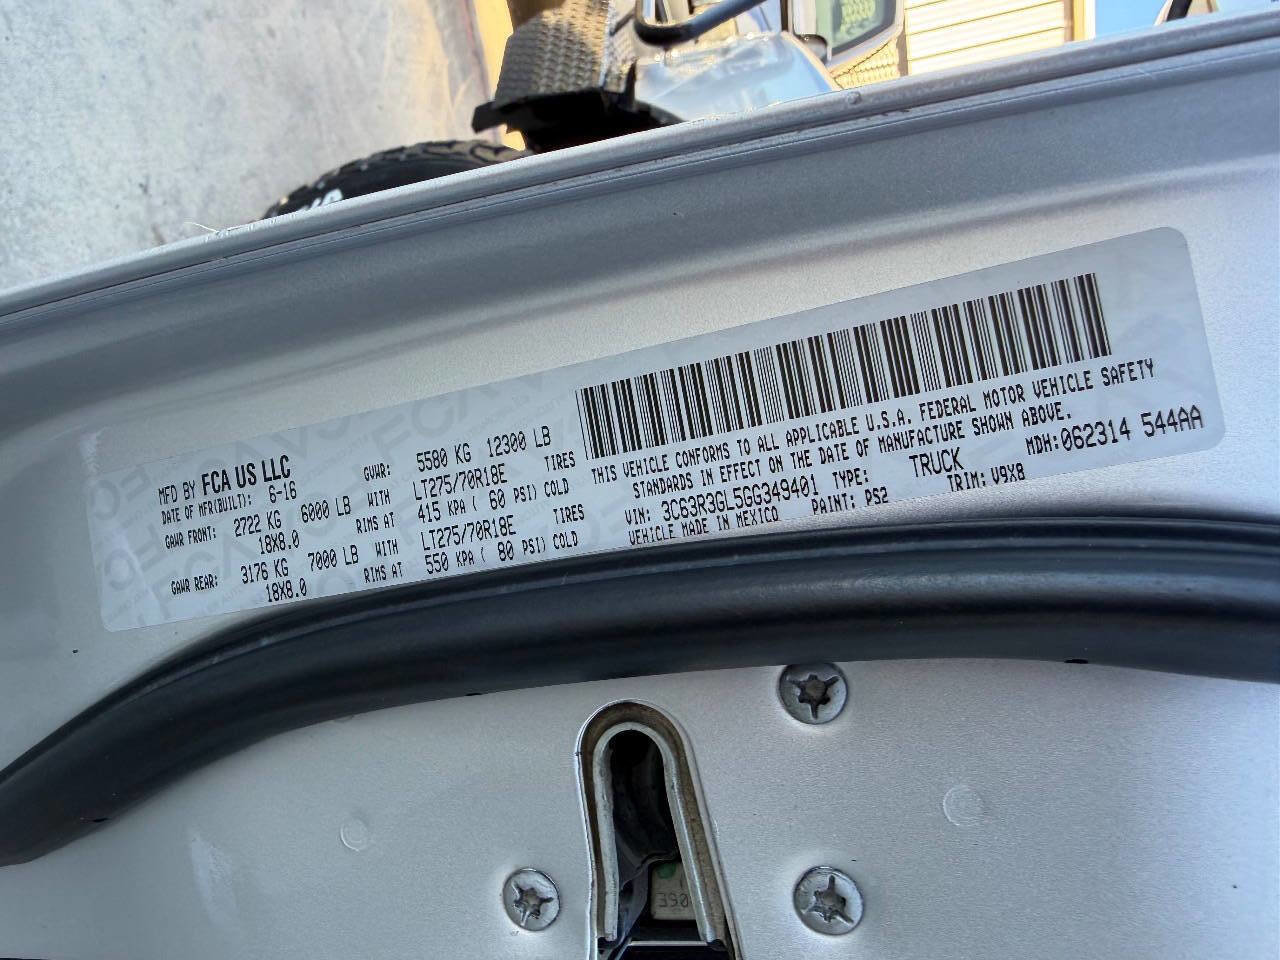 MFD BY FCA US LLC
DATE OF MFR(BUILT): 6-16 GVWR: 5580 KG 12300 LB
GAWR FRONT: 2722 KG 6000 LB WITH LT275/70R18E TIRES
18X8.0 RIMS AT 415 KPA ( 60 PSI) COLD
GAWR REAR: 3176 KG 7000 LB WITH LT275/70R18E TIRES
18X8.0 RIMS AT 550 KPA ( 80 PSI) COLD
THIS VEHICLE CONFORMS TO ALL APPLICABLE U.S.A. FEDERAL MOTOR VEHICLE SAFETY
STANDARDS IN EFFECT ON THE DATE OF MANUFACTURE SHOWN ABOVE.
VIN: 3C63R3GL5GG349401 TYPE: TRUCK MDH:062314 544AA
VEHICLE MADE IN MEXICO PAINT: PS2 TRIM: V9X8